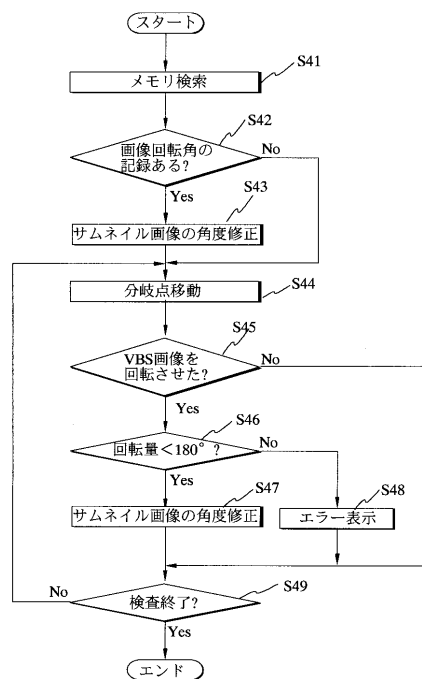 スタート
S41
メモリ検索
S42
画像回転角の
記録ある?
No
Yes
S43
サムネイル画像の角度修正
S44
分岐点移動
S45
VBS画像を
回転させた?
No
Yes
S46
回転量<180°?
No
Yes
S47
サムネイル画像の角度修正
S48
エラー表示
S49
検査終了?
No
Yes
エンド